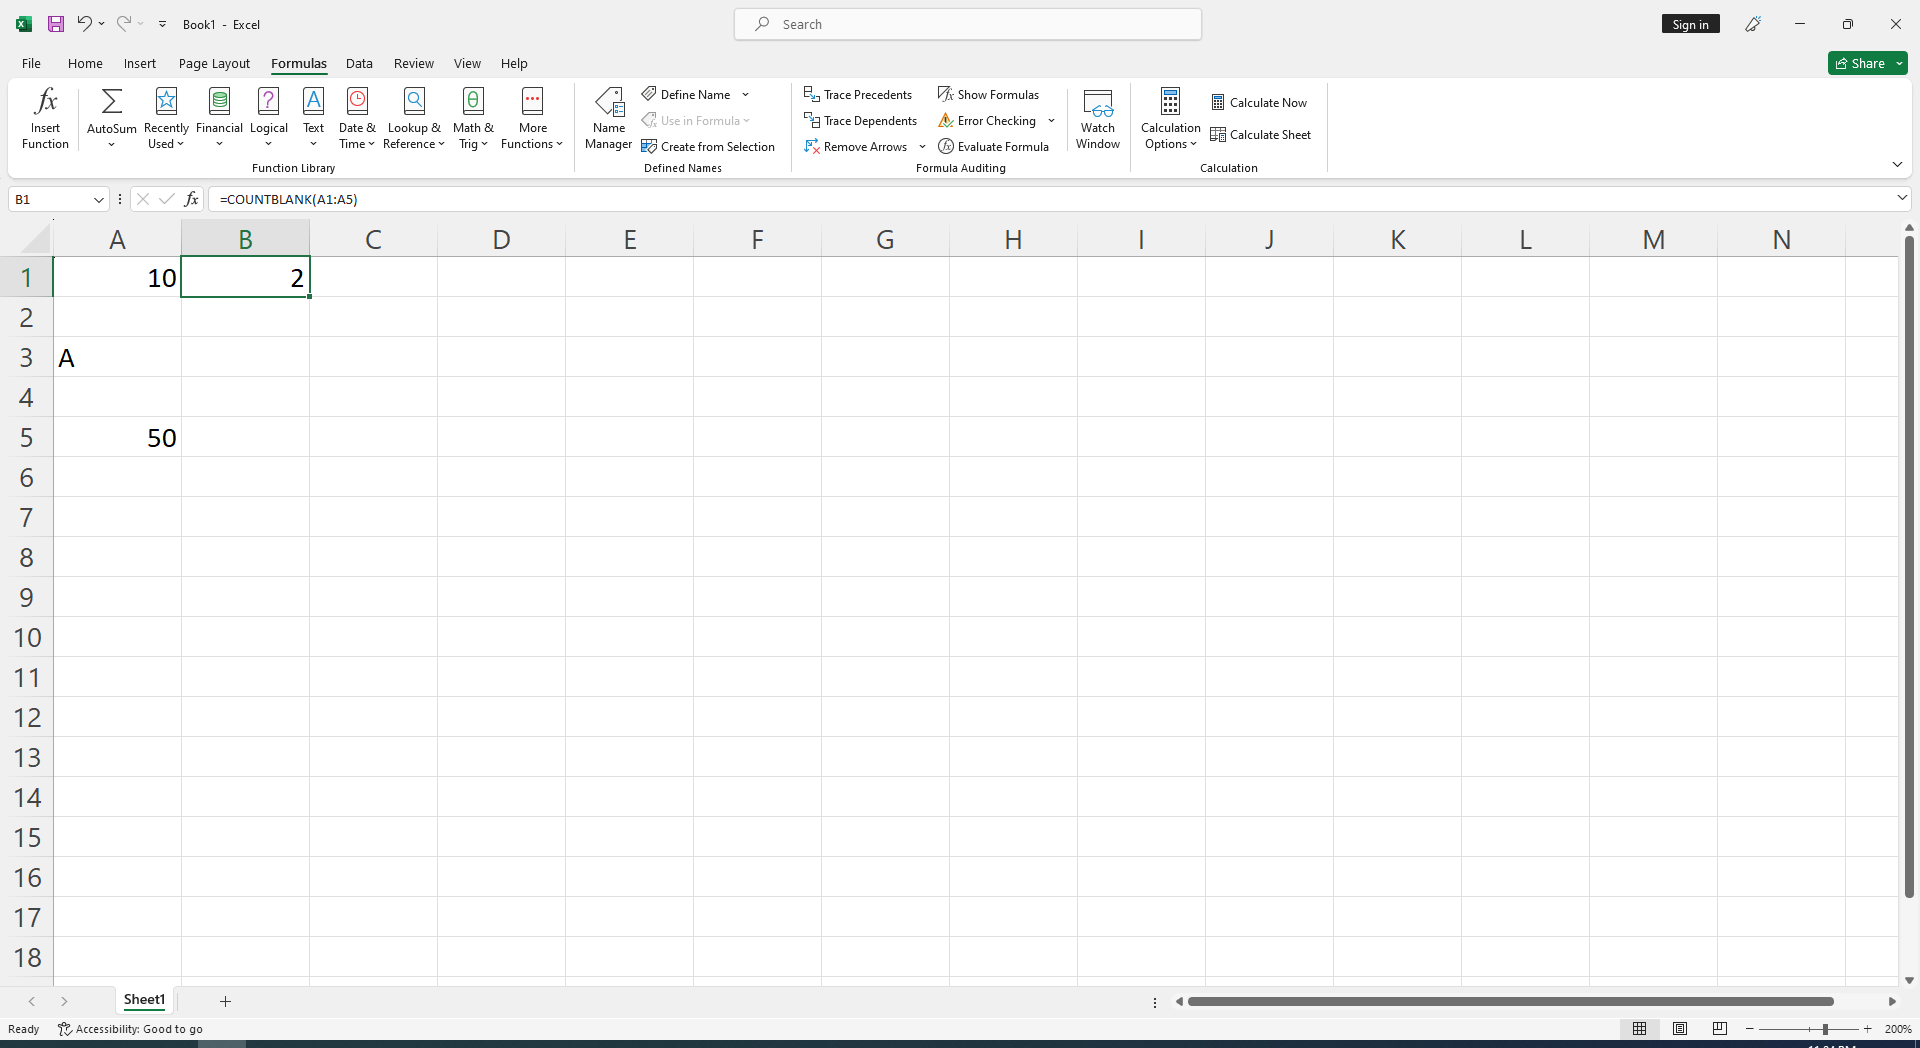 Book1 - Excel
Search
Sign in
File Home Insert Page Layout Formulas Data Review View Help
Share
Insert Function
AutoSum
Recently Used
Financial
Logical
Text
Date & Time
Lookup & Reference
Math & Trig
More Functions
Function Library
Name Manager
Define Name
Use in Formula
Create from Selection
Defined Names
Trace Precedents
Trace Dependents
Remove Arrows
Show Formulas
Error Checking
Evaluate Formula
Formula Auditing
Watch Window
Calculation Options
Calculate Now
Calculate Sheet
Calculation
B1
fx =COUNTBLANK(A1:A5)
A B C D E F G H I J K L M N
1 10 2
2
3 A
4
5 50
6
7
8
9
10
11
12
13
14
15
16
17
18
Sheet1
Ready Accessibility: Good to go 200%